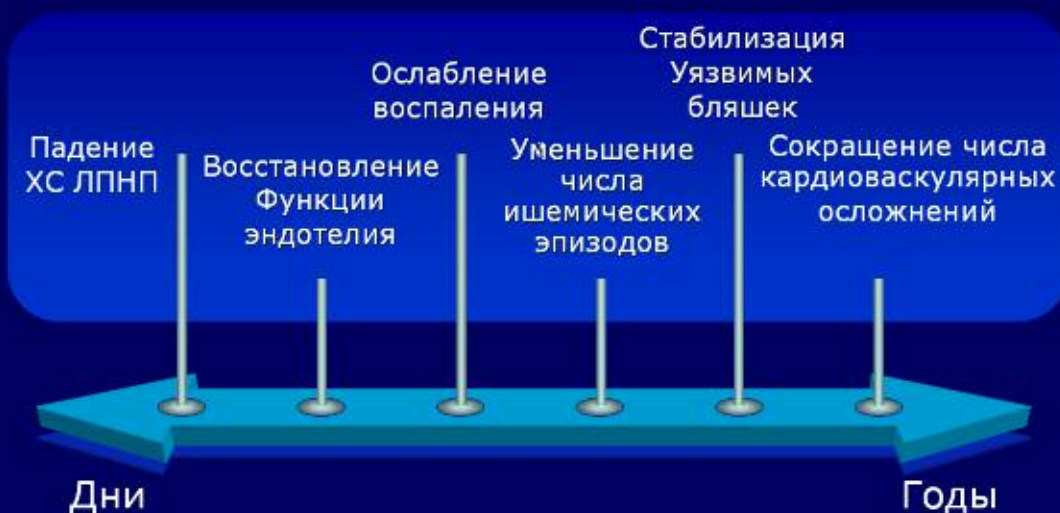 Падение
ХС ЛПНП
Восстановление
Функции
эндотелия
Ослабление
воспаления
Уменьшение
числа
ишемических
эпизодов
Стабилизация
Уязвимых
бляшек
Сокращение числа
кардиоваскулярных
осложнений
Дни
Годы